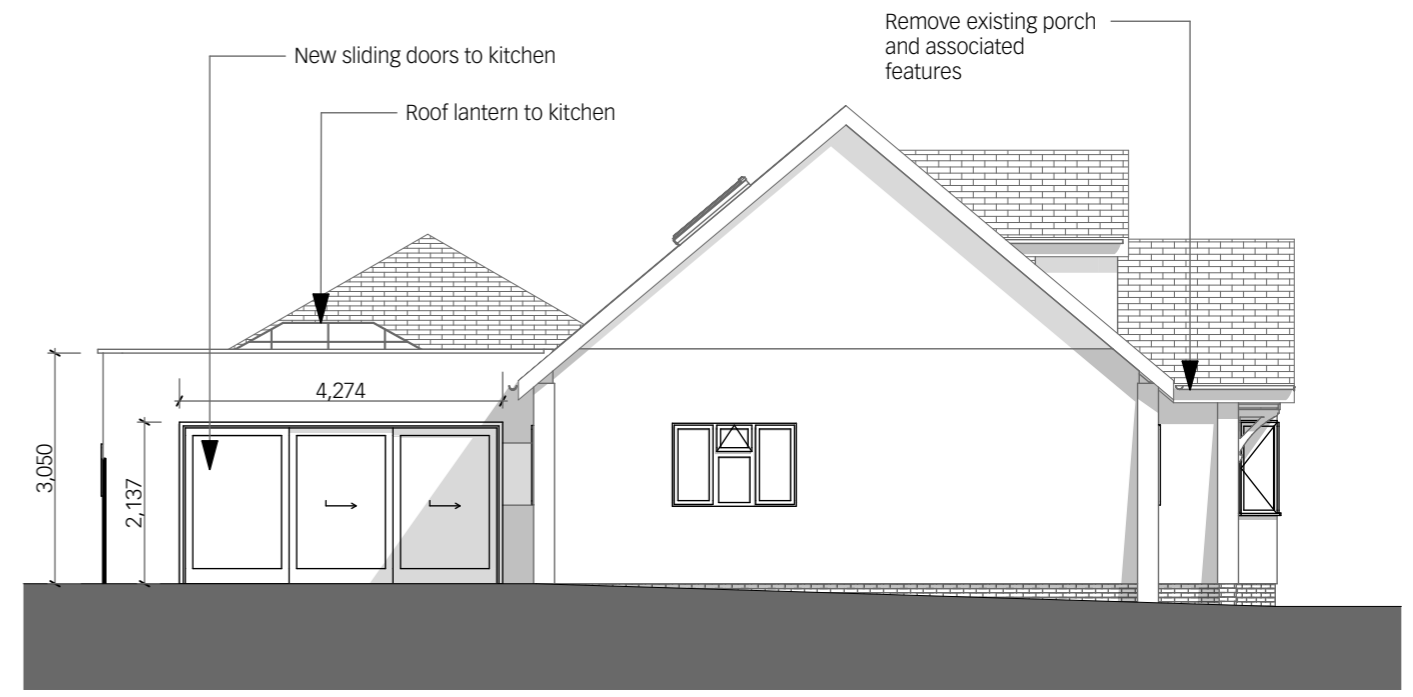 Remove existing porch
and associated
features
New sliding doors to kitchen
Roof lantern to kitchen
4,274
3,050
2,137